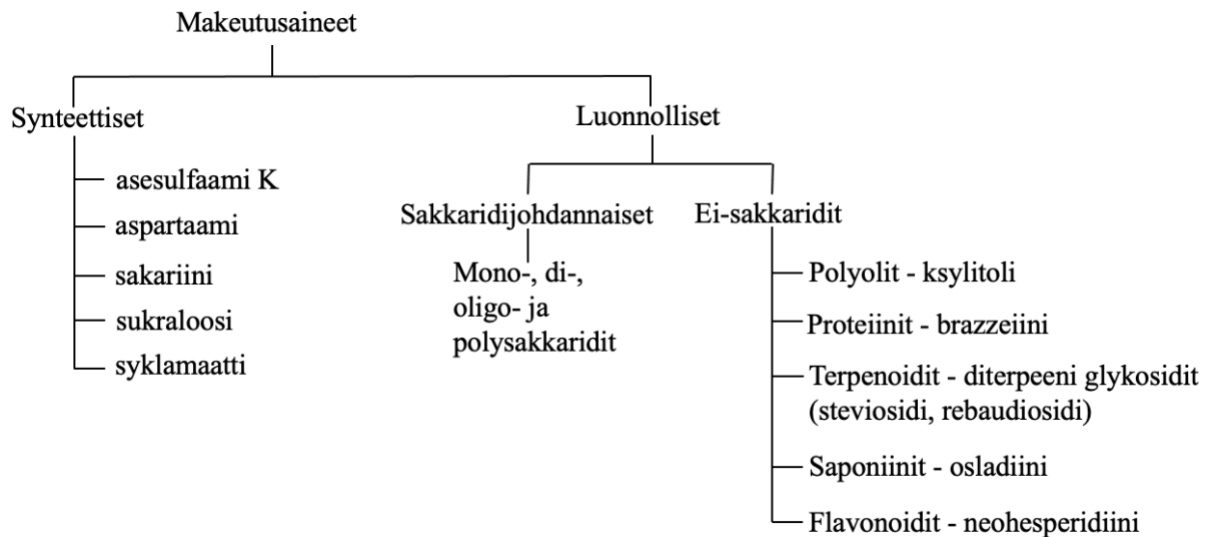 Makeutusaineet
Synteettiset
asesulfaami K
aspartaami
sakariini
sukraloosi
syklamaatti
Luonnolliset
Sakkaridijohdannaiset
Mono-, di-,
oligo- ja
polysakkaridit
Ei-sakkaridit
Polyolit - ksylitoli
Proteiinit - brazzeiini
Terpenoidit - diterpeeni glykosidit
(steviosidi, rebaudiosidi)
Saponiinit - osladiini
Flavonoidit - neohesperidiini